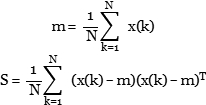 m = 1/N ∑_{k=1}^{N} x(k)
S = 1/N ∑_{k=1}^{N} (x(k) – m)(x(k) – m)^T